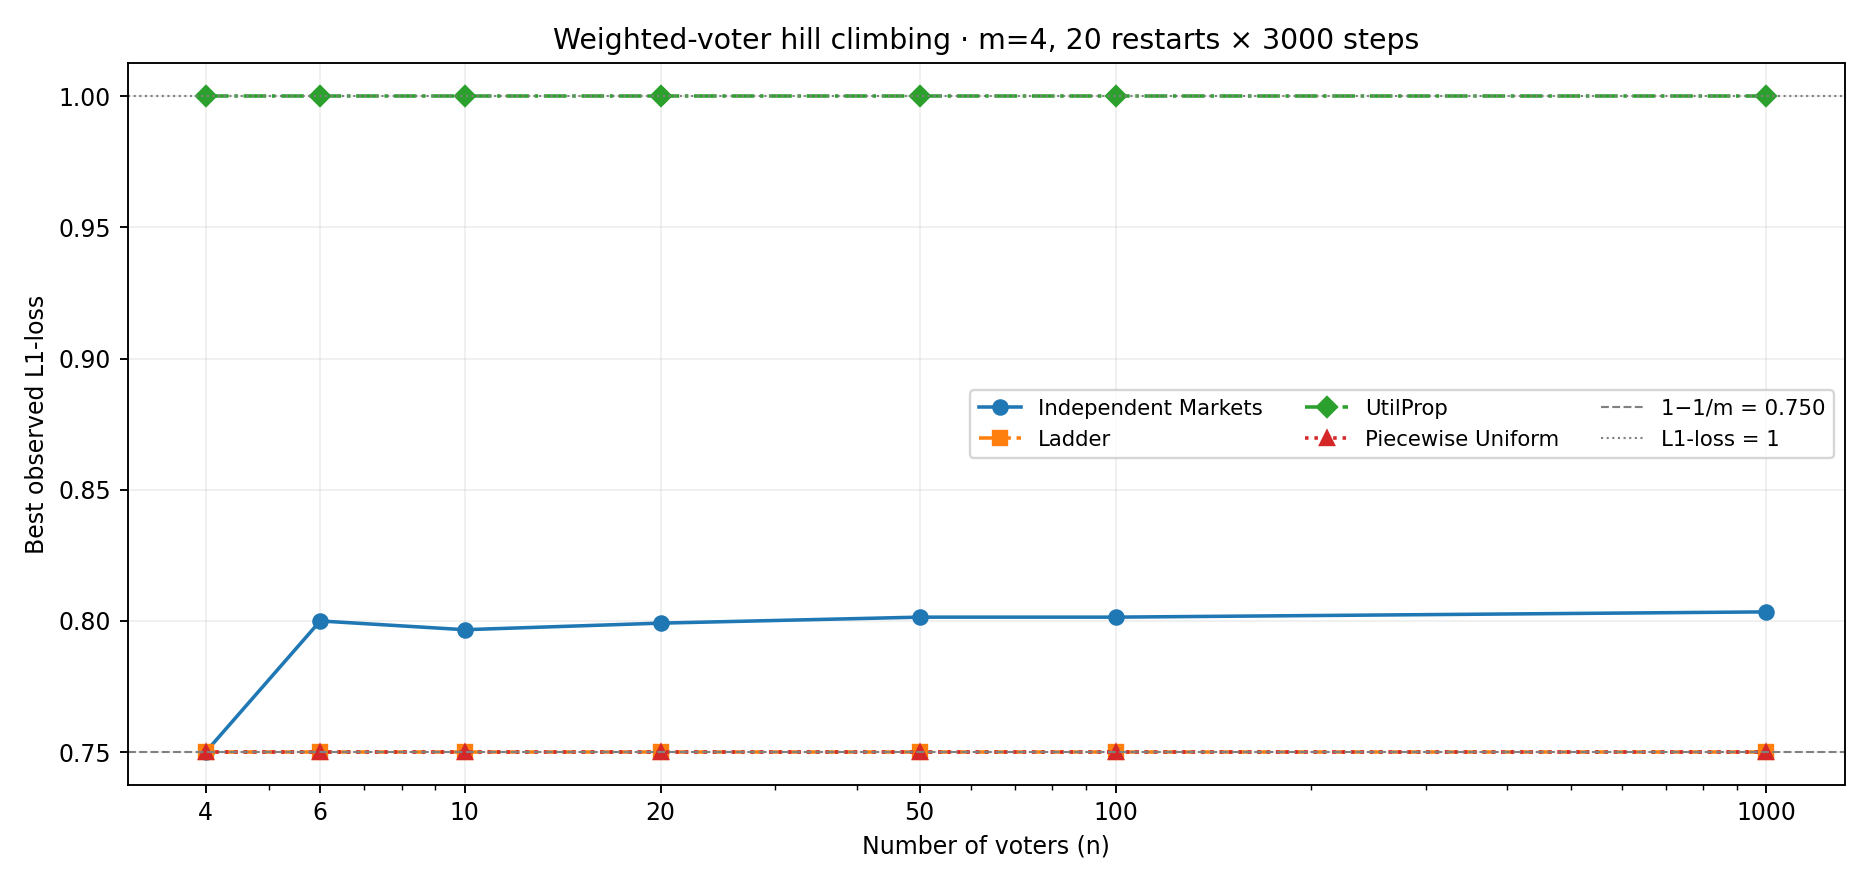 Weighted-voter hill climbing · m=4, 20 restarts × 3000 steps
Best observed L1-loss
1.00
0.95
0.90
0.85
0.80
0.75
Independent Markets
Ladder
UtilProp
Piecewise Uniform
1−1/m = 0.750
L1-loss = 1
4 6 10 20 50 100 1000
Number of voters (n)